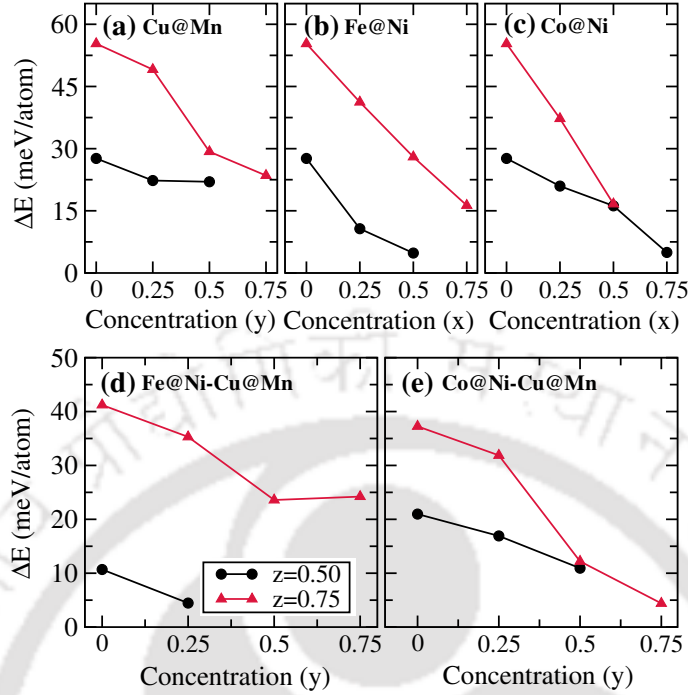 (a) Cu@Mn
(b) Fe@Ni
(c) Co@Ni
60
45
30
15
0
ΔE (meV/atom)
0 0.25 0.5 0.75
0 0.25 0.5 0.75
0 0.25 0.5 0.75
Concentration (y)
Concentration (x)
Concentration (x)
(d) Fe@Ni-Cu@Mn
(e) Co@Ni-Cu@Mn
50
40
30
20
10
0
ΔE (meV/atom)
z=0.50
z=0.75
0 0.25 0.50 0.75
0 0.25 0.50 0.75
Concentration (y)
Concentration (y)